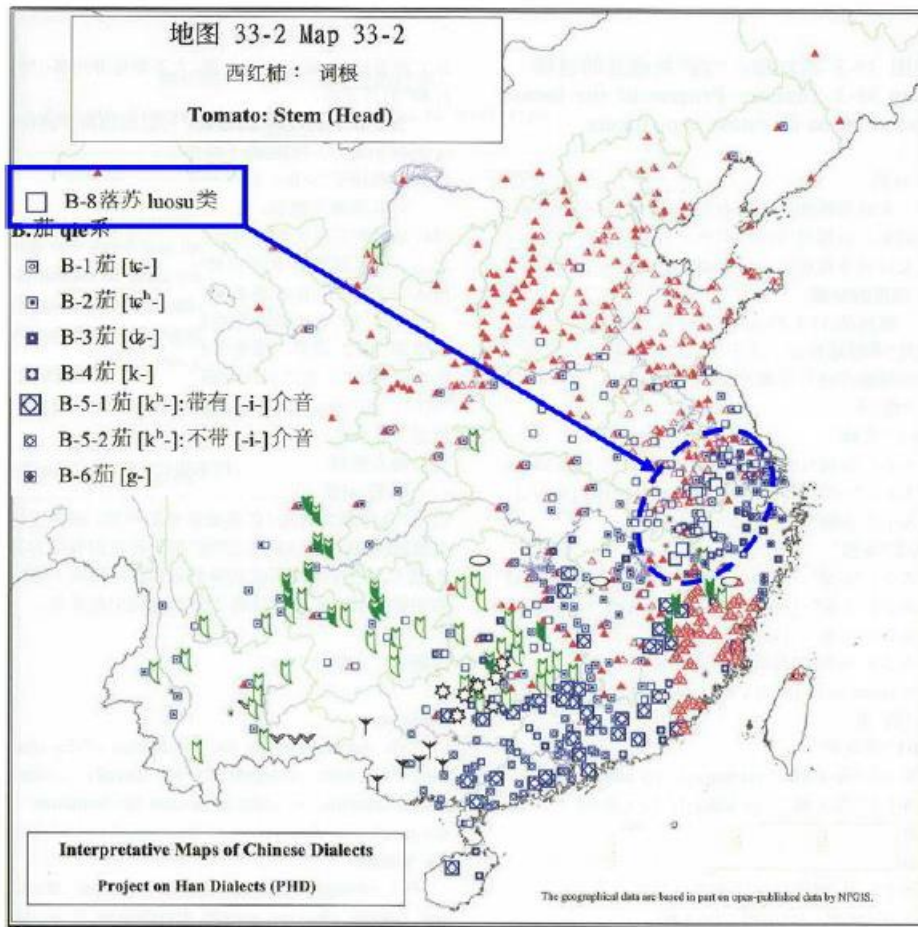 地图 33-2 Map 33-2
西红柿： 词根
Tomato: Stem (Head)
B-8落苏 luosu类
B.茄 qie系
B-1茄 [tɕ-]
B-2茄 [tɕʰ-]
B-3茄 [dʑ-]
B-4茄 [k-]
B-5-1茄 [kʰ-]:带有 [-i-]介音
B-5-2茄 [kʰ-]:不带 [-i-]介音
B-6茄 [g-]
Interpretative Maps of Chinese Dialects
Project on Han Dialects (PHD)
The geographical data are based in part on open-published data by NFGIS.